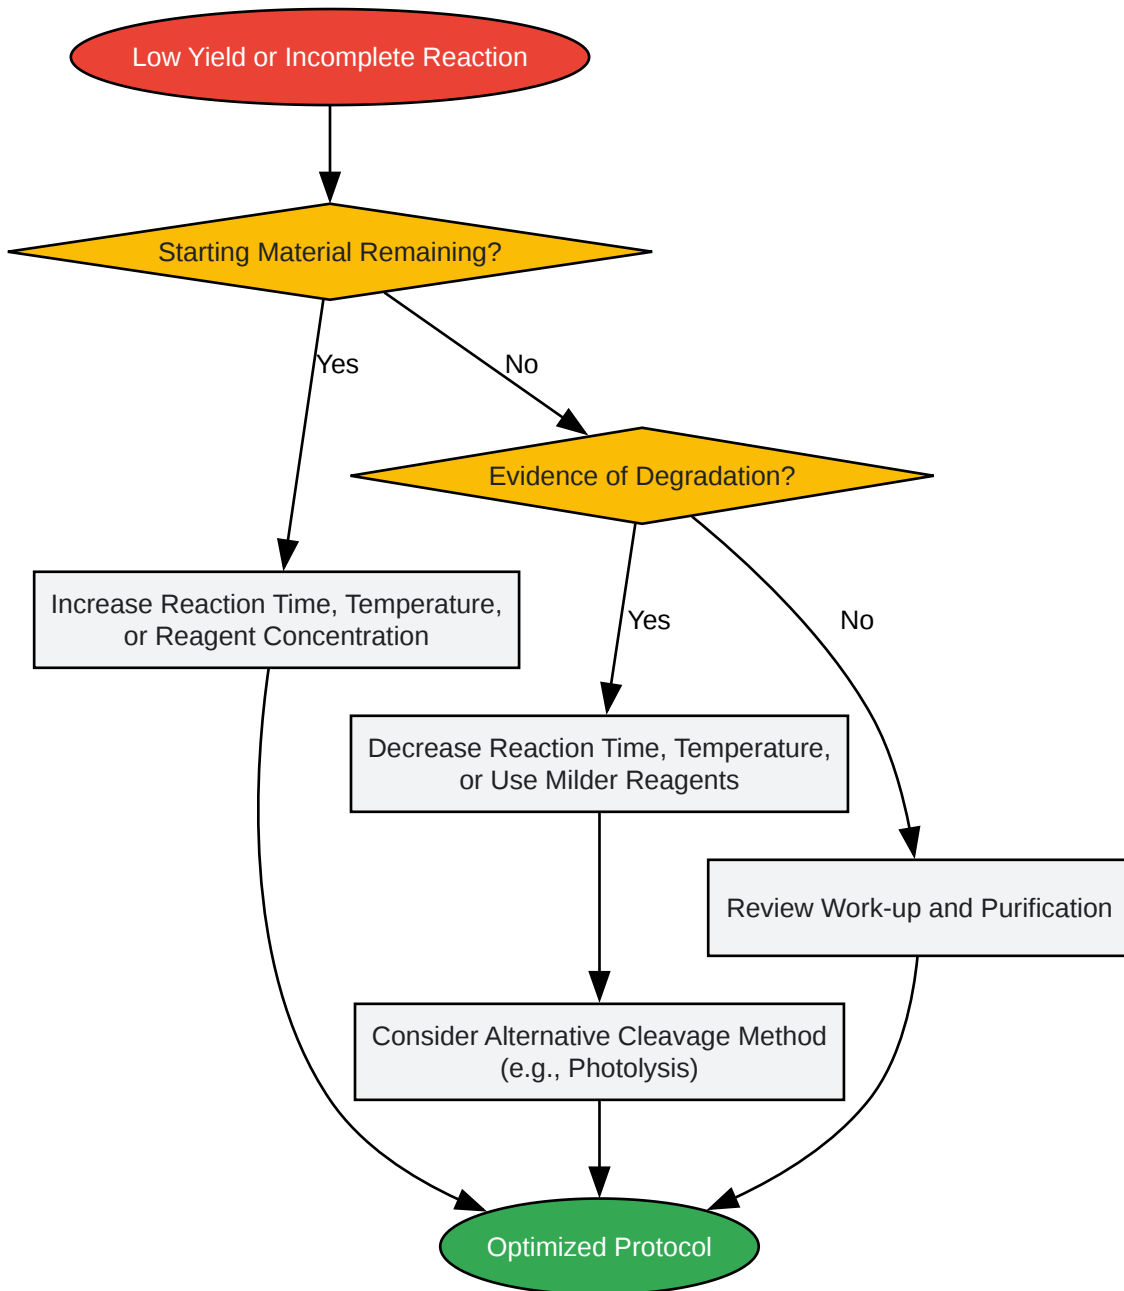 Low Yield or Incomplete Reaction
Starting Material Remaining?
Yes
No
Evidence of Degradation?
Increase Reaction Time, Temperature,
or Reagent Concentration
Yes
No
Decrease Reaction Time, Temperature,
or Use Milder Reagents
Review Work-up and Purification
Consider Alternative Cleavage Method
(e.g., Photolysis)
Optimized Protocol